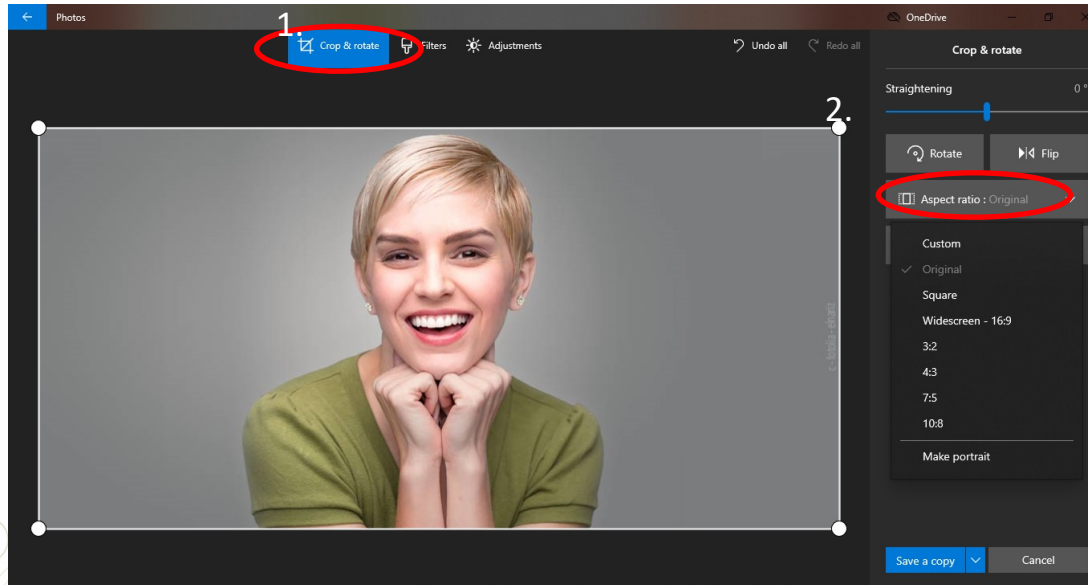 Photos
OneDrive
1.
Crop & rotate
Filters
Adjustments
Undo all
Redo all
Crop & rotate
Straightening
0°
2.
Rotate
Flip
Aspect ratio : Original
Custom
Original
Square
Widescreen - 16:9
3:2
4:3
7:5
10:8
Make portrait
Save a copy
Cancel